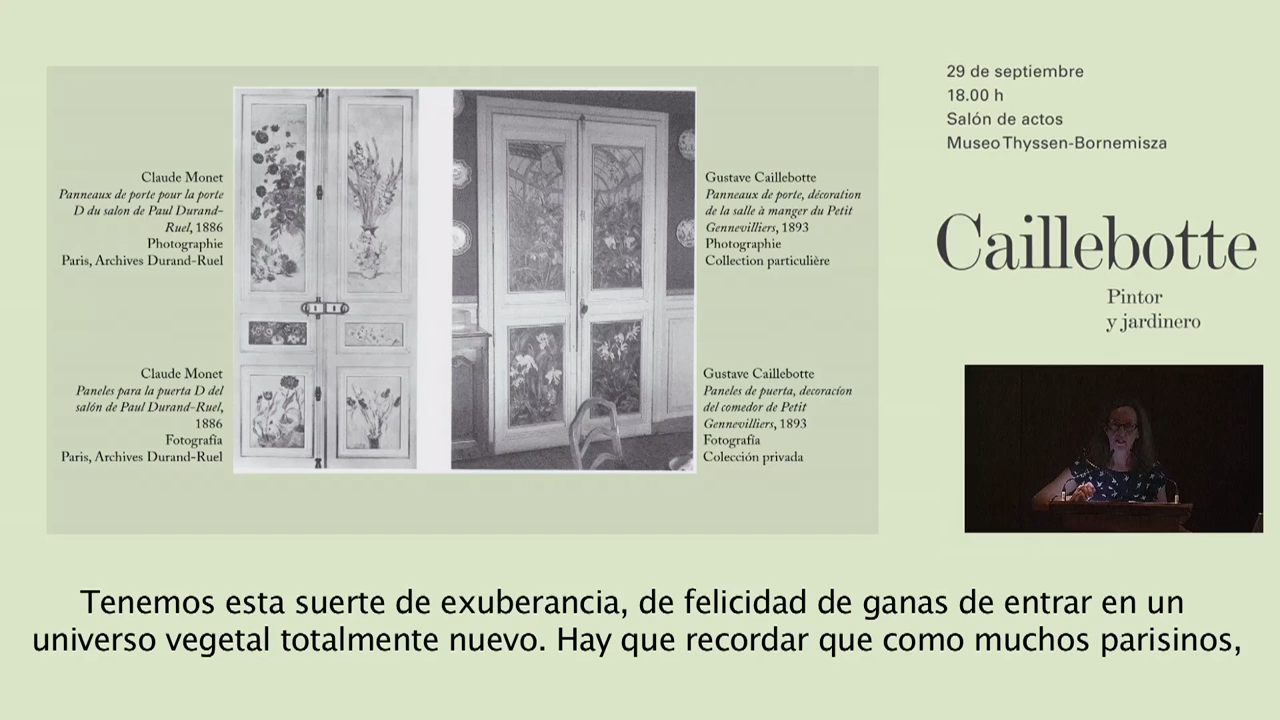 29 de septiembre
18.00 h
Salón de actos
Museo Thyssen-Bornemisza
Caillebotte
Pintor
y jardinero
Claude Monet
Panneaux de porte pour la porte
D du salon de Paul Durand-
Ruel, 1886
Photographie
Paris, Archives Durand-Ruel
Claude Monet
Paneles para la puerta D del
salón de Paul Durand-Ruel,
1886
Fotografía
Paris, Archives Durand-Ruel
Gustave Caillebotte
Panneaux de porte, décoration
de la salle à manger du Petit
Gennevilliers, 1893
Photographie
Collection particulière
Gustave Caillebotte
Paneles de puerta, decoracíon
del comedor de Petit
Gennevilliers, 1893
Fotografía
Colección privada
Tenemos esta suerte de exuberancia, de felicidad de ganas de entrar en un
universo vegetal totalmente nuevo. Hay que recordar que como muchos parisinos,